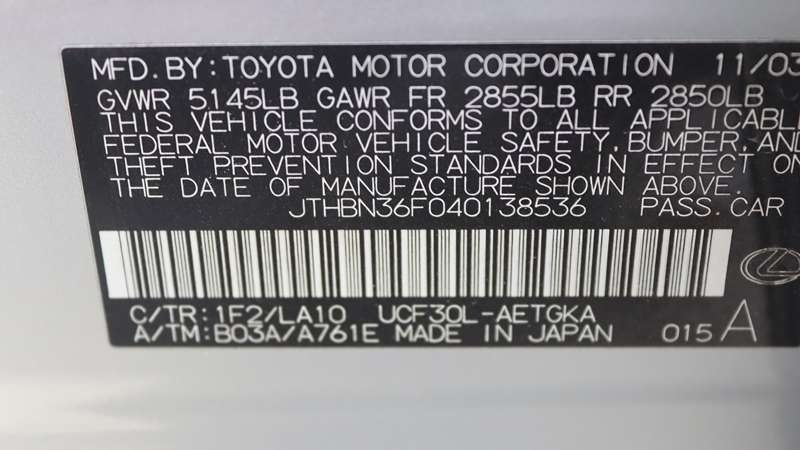 MFD.BY:TOYOTA MOTOR CORPORATION 11/03
GVWR 5145LB GAWR FR 2855LB RR 2850LB
THIS VEHICLE CONFORMS TO ALL APPLICABLE
FEDERAL MOTOR VEHICLE SAFETY,BUMPER,AND
THEFT PREVENTION STANDARDS IN EFFECT ON
THE DATE OF MANUFACTURE SHOWN ABOVE.
JTHBN36F040138536 PASS.CAR
C/TR:1F2/LA10 UCF30L-AETGKA
A/TM:B03A/A761E MADE IN JAPAN 015 A